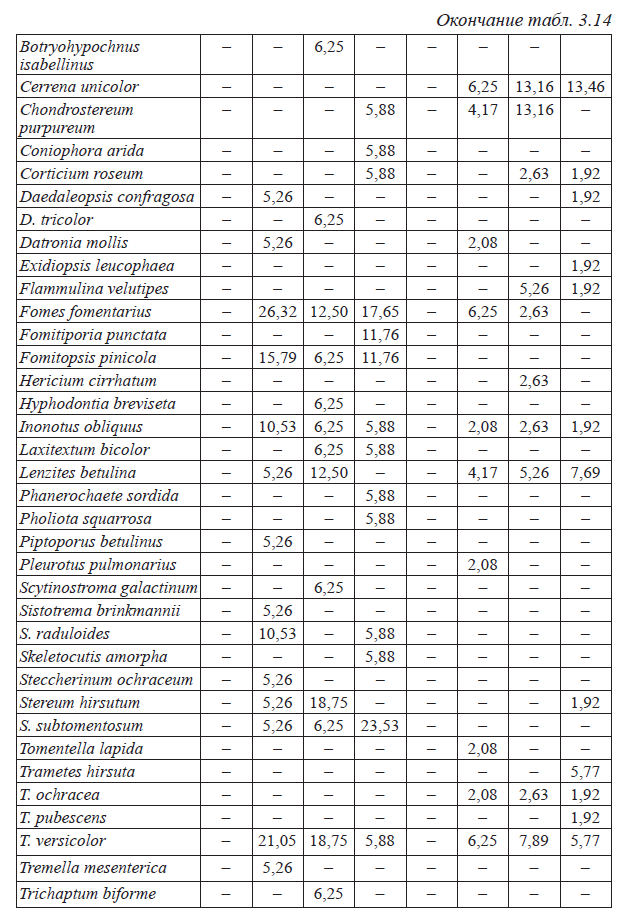 Окончание табл. 3.14
Botryohypochnus – – 6,25 – – – –
isabellinus
Cerrena unicolor – – – – – 6,25 13,16 13,46
Chondrostereum – – – 5,88 – 4,17 13,16 –
purpureum
Coniophora arida – – – 5,88 – – – –
Corticium roseum – – – 5,88 – – 2,63 1,92
Daedaleopsis confragosa – 5,26 – – – – – 1,92
D. tricolor – – 6,25 – – – – –
Datronia mollis – 5,26 – – – 2,08 – –
Exidiopsis leucophaea – – – – – – – 1,92
Flammulina velutipes – – – – – – 5,26 1,92
Fomes fomentarius – 26,32 12,50 17,65 – 6,25 2,63 –
Fomitiporia punctata – – – 11,76 – – – –
Fomitopsis pinicola – 15,79 6,25 11,76 – – – –
Hericium cirrhatum – – – – – – 2,63 –
Hyphodontia breviseta – – 6,25 – – – – –
Inonotus obliquus – 10,53 6,25 5,88 – 2,08 2,63 1,92
Laxitextum bicolor – – 6,25 5,88 – – – –
Lenzites betulina – 5,26 12,50 – – 4,17 5,26 7,69
Phanerochaete sordida – – – 5,88 – – – –
Pholiota squarrosa – – – 5,88 – – – –
Piptoporus betulinus – 5,26 – – – – – –
Pleurotus pulmonarius – – – – – 2,08 – –
Scytinostroma galactinum – – 6,25 – – – – –
Sistotrema brinkmannii – 5,26 – – – – – –
S. raduloides – 10,53 – 5,88 – – – –
Skeletocutis amorpha – – – 5,88 – – – –
Steccherinum ochraceum – 5,26 – – – – – –
Stereum hirsutum – 5,26 18,75 – – – – 1,92
S. subtomentosum – 5,26 6,25 23,53 – – – –
Tomentella lapida – – – – – 2,08 – –
Trametes hirsuta – – – – – – – 5,77
T. ochracea – – – – – 2,08 2,63 1,92
T. pubescens – – – – – – – 1,92
T. versicolor – 21,05 18,75 5,88 – 6,25 7,89 5,77
Tremella mesenterica – 5,26 – – – – – –
Trichaptum biforme – – 6,25 – – – – –